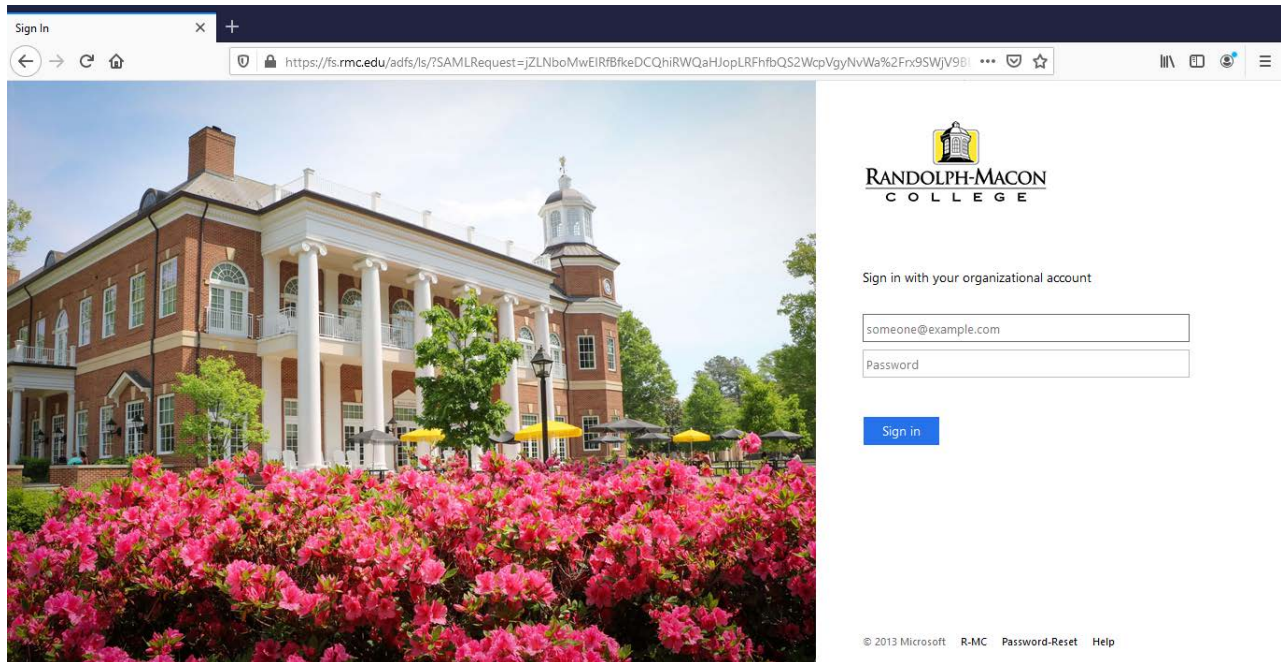 Sign In
https://fs.rmc.edu/adfs/ls/?SAMLRequest=jZLNboMwEIRfBfkeDCQhiRWQaHJopLRFhfbQS2WcpVgyNvWa%2Frx9SWjV9B
RANDOLPH-MACON
COLLEGE
Sign in with your organizational account
someone@example.com
Password
Sign in
© 2013 Microsoft R-MC Password-Reset Help